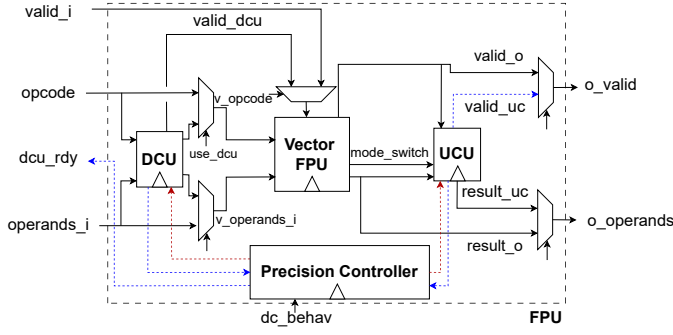 valid_i
valid_dcu
valid_o
o_valid
opcode
v_opcode
valid_uc
use_dcu
Vector
FPU
mode_switch
DCU
UCU
dcu_rdy
result_uc
operands_i
v_operands_i
o_operands
result_o
Precision Controller
dc_behav
FPU